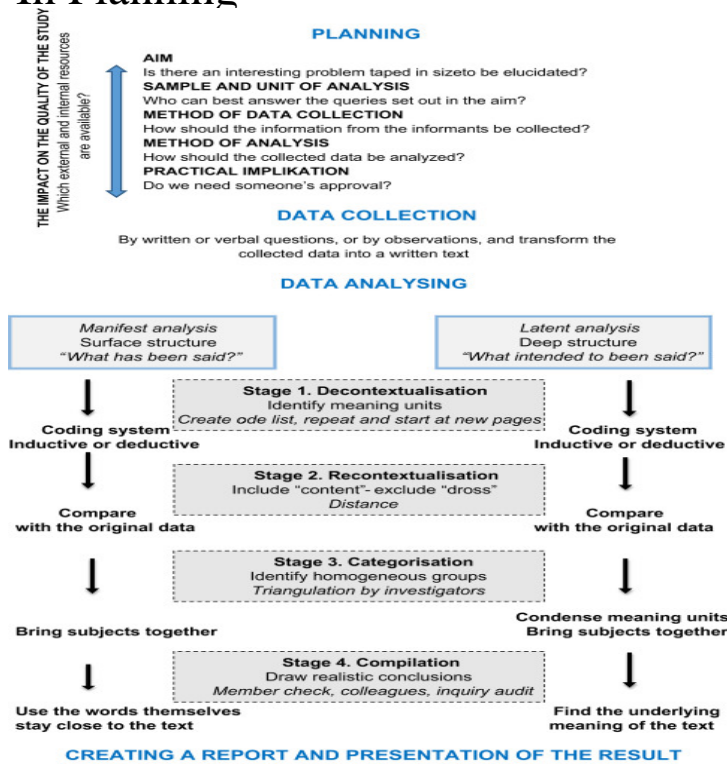 In Planning
THE IMPACT ON THE QUALITY OF THE STUDY
Which external and internal resources
are available?
PLANNING
AIM
Is there an interesting problem taped in sizeto be elucidated?
SAMPLE AND UNIT OF ANALYSIS
Who can best answer the queries set out in the aim?
METHOD OF DATA COLLECTION
How should the information from the informants be collected?
METHOD OF ANALYSIS
How should the collected data be analyzed?
PRACTICAL IMPLIKATION
Do we need someone's approval?
DATA COLLECTION
By written or verbal questions, or by observations, and transform the
collected data into a written text
DATA ANALYSING
Manifest analysis
Surface structure
"What has been said?"
Latent analysis
Deep structure
"What intended to been said?"
Stage 1. Decontextualisation
Identify meaning units
Create ode list, repeat and start at new pages
Coding system
Inductive or deductive
Coding system
Inductive or deductive
Stage 2. Recontextualisation
Include "content"- exclude "dross"
Distance
Compare
with the original data
Compare
with the original data
Stage 3. Categorisation
Identify homogeneous groups
Triangulation by investigators
Bring subjects together
Condense meaning units
Bring subjects together
Stage 4. Compilation
Draw realistic conclusions
Member check, colleagues, inquiry audit
Use the words themselves
stay close to the text
Find the underlying
meaning of the text
CREATING A REPORT AND PRESENTATION OF THE RESULT